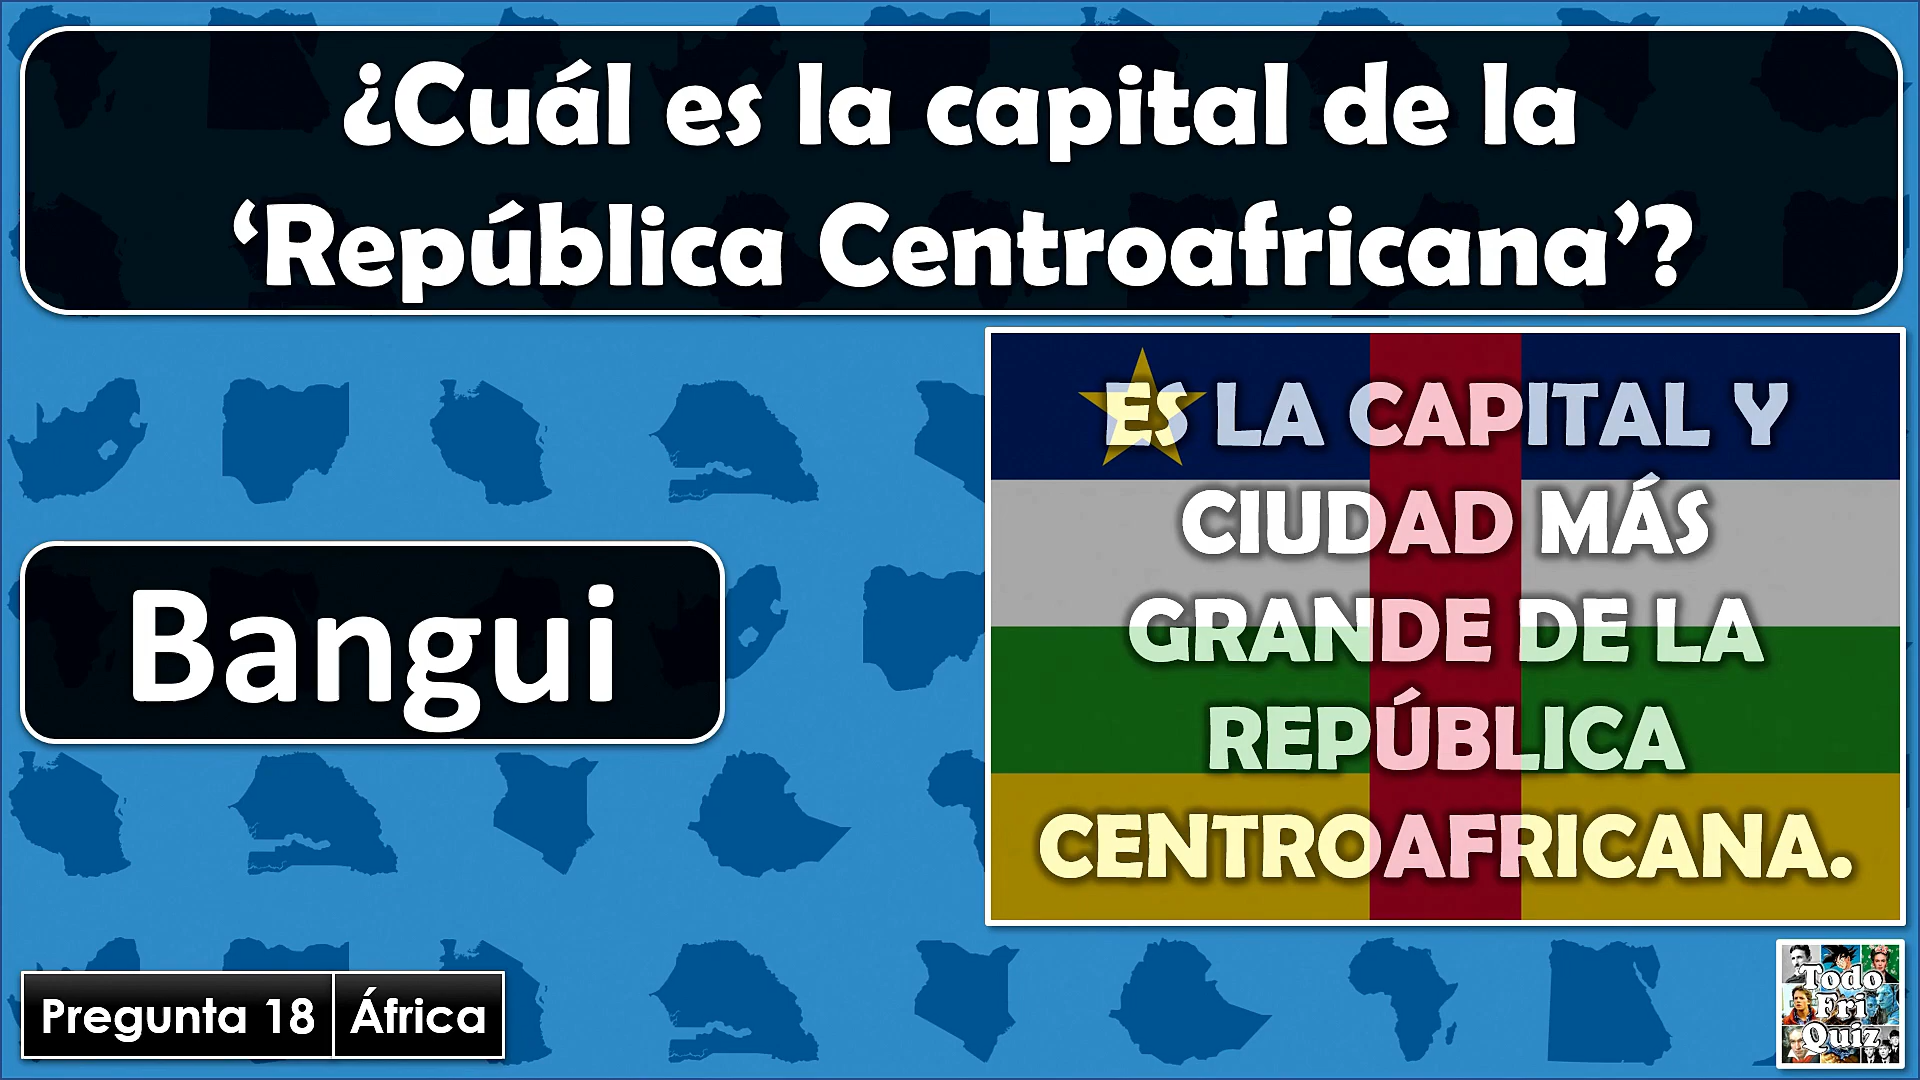 ¿Cuál es la capital de la
‘República Centroafricana’?
ES LA CAPITAL Y
CIUDAD MÁS
GRANDE DE LA
REPÚBLICA
CENTROAFRICANA.
Bangui
Pregunta 18 África
Todo
Fri
Quiz